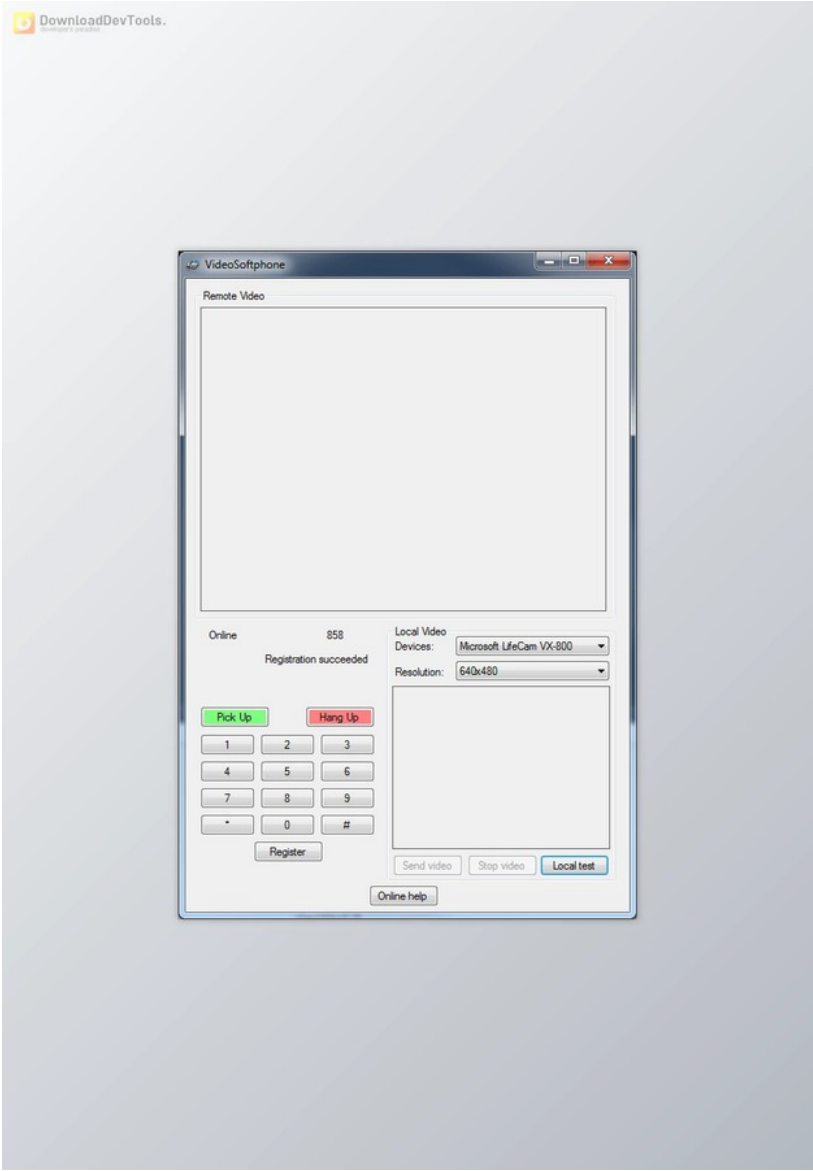 DownloadDevTools.
developer's paradise
VideoSoftphone
Remote Video
Online
858
Registration succeeded
Local Video
Devices:
Microsoft LifeCam VX-800
Resolution:
640x480
Pick Up
Hang Up
1
2
3
4
5
6
7
8
9
*
0
#
Register
Send video
Stop video
Local test
Online help